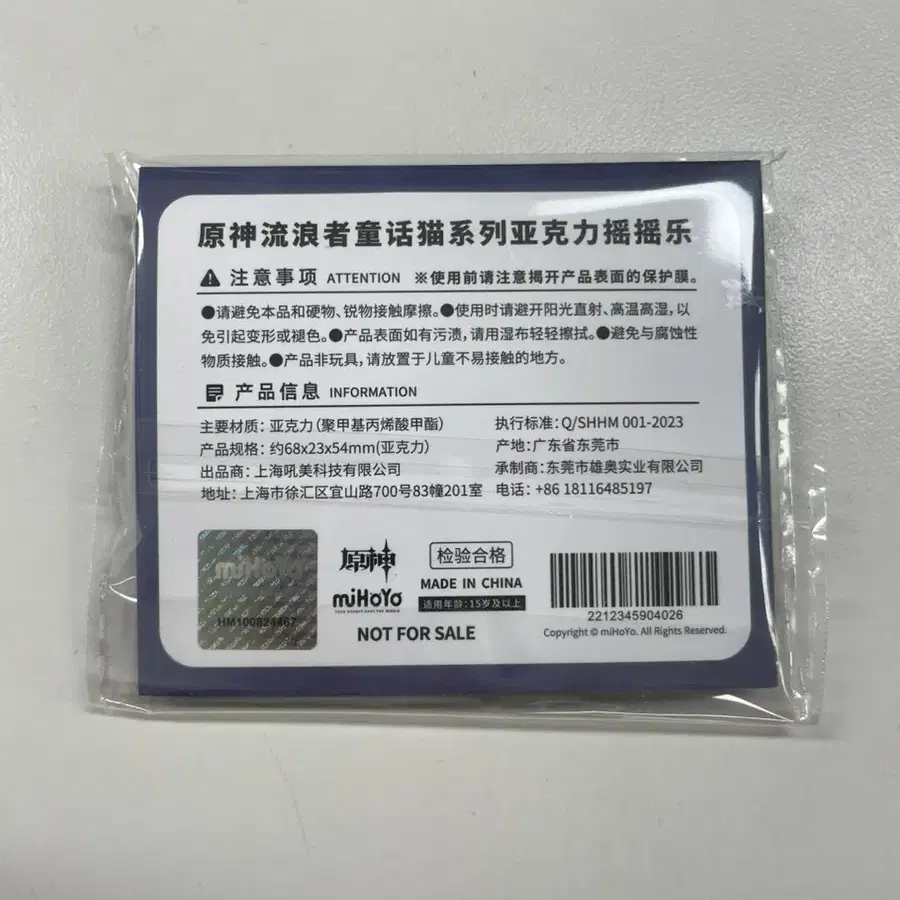 原神流浪者童话猫系列亚克力摇摇乐
注意事项 ATTENTION ※使用前请注意揭开产品表面的保护膜。
●请避免本品和硬物、锐物接触摩擦。●使用时请避开阳光直射、高温高湿,以
免引起变形或褪色。●产品表面如有污渍,请用湿布轻轻擦拭。●避免与腐蚀性
物质接触。●产品非玩具,请放置于儿童不易接触的地方。
产品信息 INFORMATION
主要材质: 亚克力(聚甲基丙烯酸甲酯) 执行标准: Q/SHHM 001-2023
产品规格: 约68x23x54mm(亚克力) 产地: 广东省东莞市
出品商: 上海吼美科技有限公司 承制商: 东莞市雄奥实业有限公司
地址: 上海市徐汇区宜山路700号83幢201室 电话: +86 18116485197
miHoYo
HM100824467
原神
miHoYo
TECH OTAKUS SAVE THE WORLD
检验合格
MADE IN CHINA
适用年龄:15岁及以上
NOT FOR SALE
2212345904026
Copyright © miHoYo. All Rights Reserved.